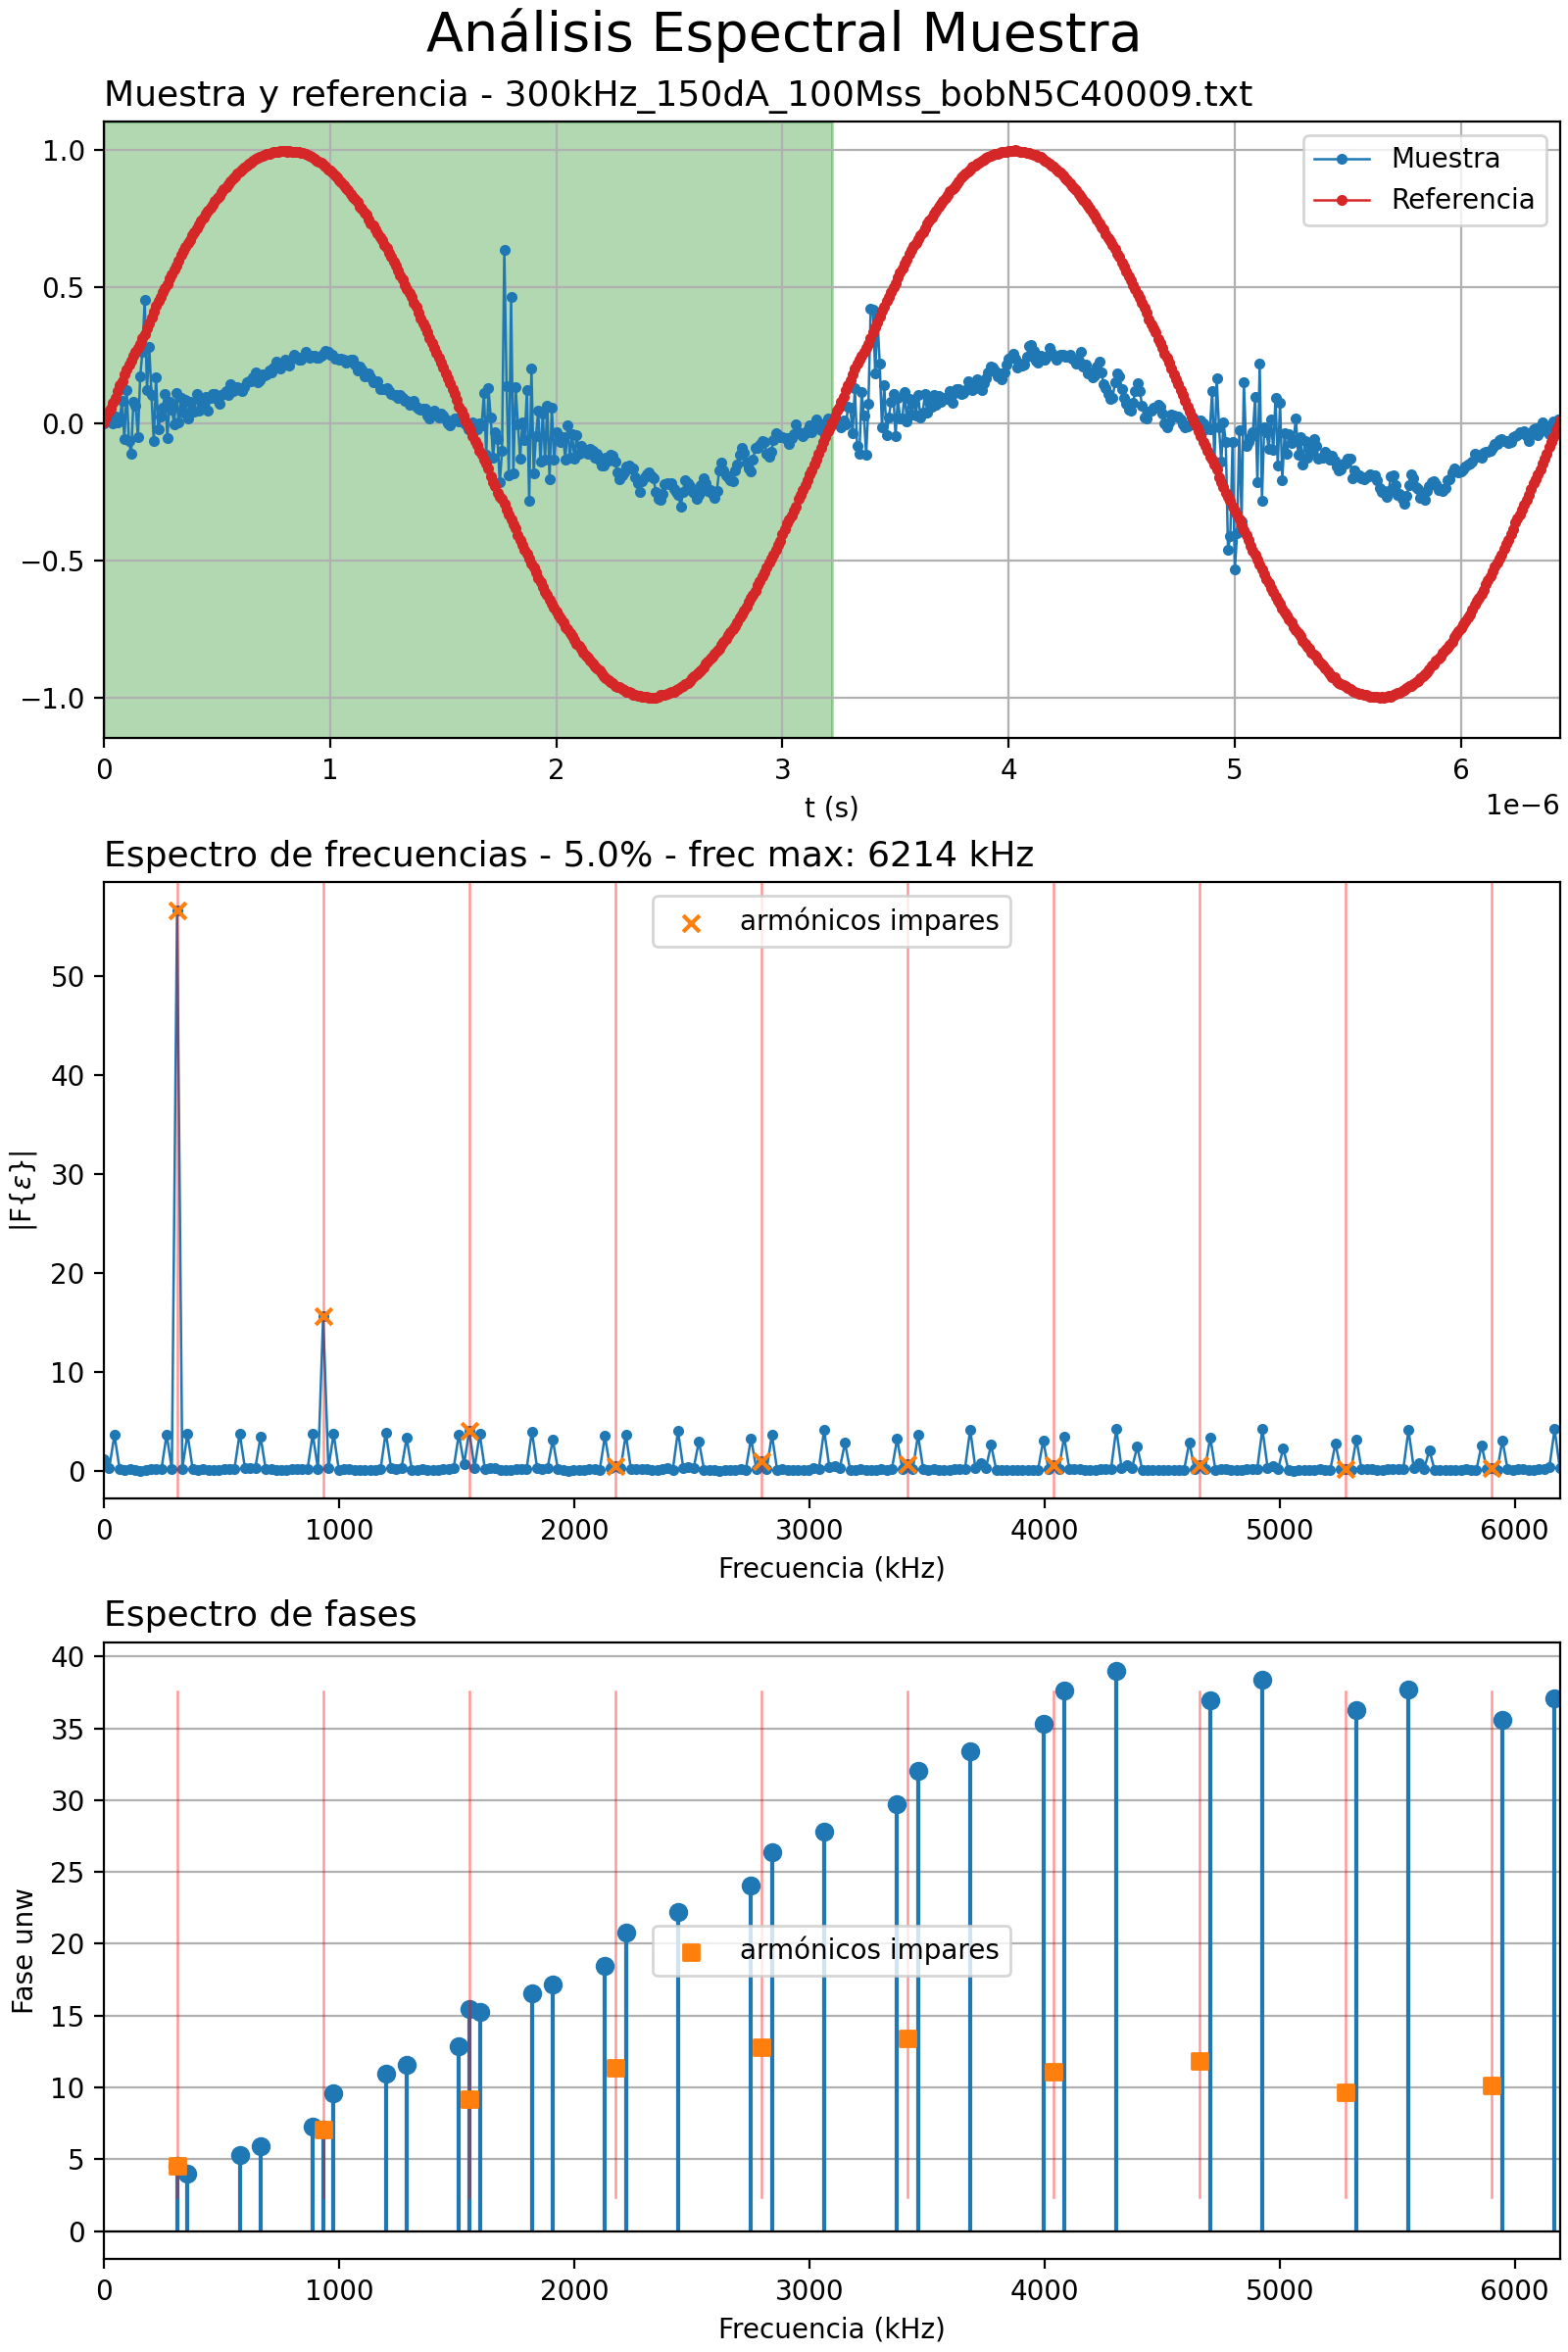 Análisis Espectral Muestra
Muestra y referencia - 300kHz_150dA_100Mss_bobN5C40009.txt
1.0
0.5
0.0
−0.5
−1.0
Muestra
Referencia
0 1 2 3 4 5 6
1e−6
t (s)
Espectro de frecuencias - 5.0% - frec max: 6214 kHz
armónicos impares
50
40
30
20
10
0
|F{ε}|
0 1000 2000 3000 4000 5000 6000
Frecuencia (kHz)
Espectro de fases
40
35
30
25
20
15
10
5
0
Fase unw
armónicos impares
0 1000 2000 3000 4000 5000 6000
Frecuencia (kHz)